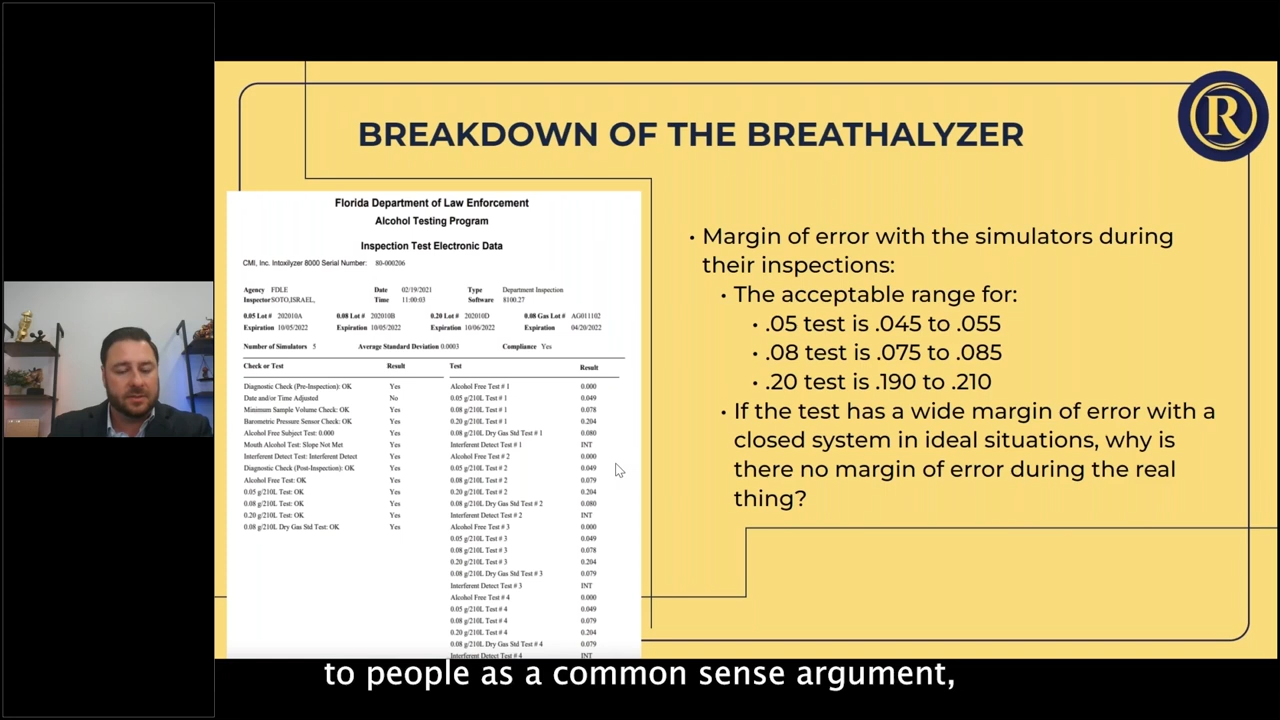 BREAKDOWN OF THE BREATHALYZER
R
Florida Department of Law Enforcement
Alcohol Testing Program
Inspection Test Electronic Data
CMI, Inc. Intoxilyzer 8000 Serial Number: 80-000206
Agency FDLE Date 02/19/2021 Type Department Inspection
Inspector SOTO,ISRAEL, Time 11:00:03 Software 8100.27
0.05 Lot # 202010A 0.08 Lot # 202010B 0.20 Lot # 202010D 0.08 Gas Lot # AG011102
Expiration 10/05/2022 Expiration 10/05/2022 Expiration 10/06/2022 Expiration 04/20/2022
Number of Simulators 5 Average Standard Deviation 0.0003 Compliance Yes
Check or Test Result Test Result
Diagnostic Check (Pre-Inspection): OK Yes Alcohol Free Test # 1 0.000
Date and/or Time Adjusted No 0.05 g/210L Test # 1 0.049
Minimum Sample Volume Check: OK Yes 0.08 g/210L Test # 1 0.078
Barometric Pressure Sensor Check: OK Yes 0.20 g/210L Test # 1 0.204
Alcohol Free Subject Test: 0.000 Yes 0.08 g/210L Dry Gas Std Test # 1 0.080
Mouth Alcohol Test: Slope Not Met Yes Interferent Detect Test # 1 INT
Interferent Detect Test: Interferent Detect Yes Alcohol Free Test # 2 0.000
Diagnostic Check (Post-Inspection): OK Yes 0.05 g/210L Test # 2 0.049
Alcohol Free Test: OK Yes 0.08 g/210L Test # 2 0.079
0.05 g/210L Test: OK Yes 0.20 g/210L Test # 2 0.204
0.08 g/210L Test: OK Yes 0.08 g/210L Dry Gas Std Test # 2 0.080
0.20 g/210L Test: OK Yes Interferent Detect Test # 2 INT
0.08 g/210L Dry Gas Std Test: OK Yes Alcohol Free Test # 3 0.000
0.05 g/210L Test # 3 0.049
0.08 g/210L Test # 3 0.078
0.20 g/210L Test # 3 0.204
0.08 g/210L Dry Gas Std Test # 3 0.079
Interferent Detect Test # 3 INT
Alcohol Free Test # 4 0.000
0.05 g/210L Test # 4 0.049
0.08 g/210L Test # 4 0.079
0.20 g/210L Test # 4 0.204
0.08 g/210L Dry Gas Std Test # 4 0.079
Interferent Detect Test # 4 INT
• Margin of error with the simulators during
their inspections:
• The acceptable range for:
• .05 test is .045 to .055
• .08 test is .075 to .085
• .20 test is .190 to .210
• If the test has a wide margin of error with a
closed system in ideal situations, why is
there no margin of error during the real
thing?
to people as a common sense argument,